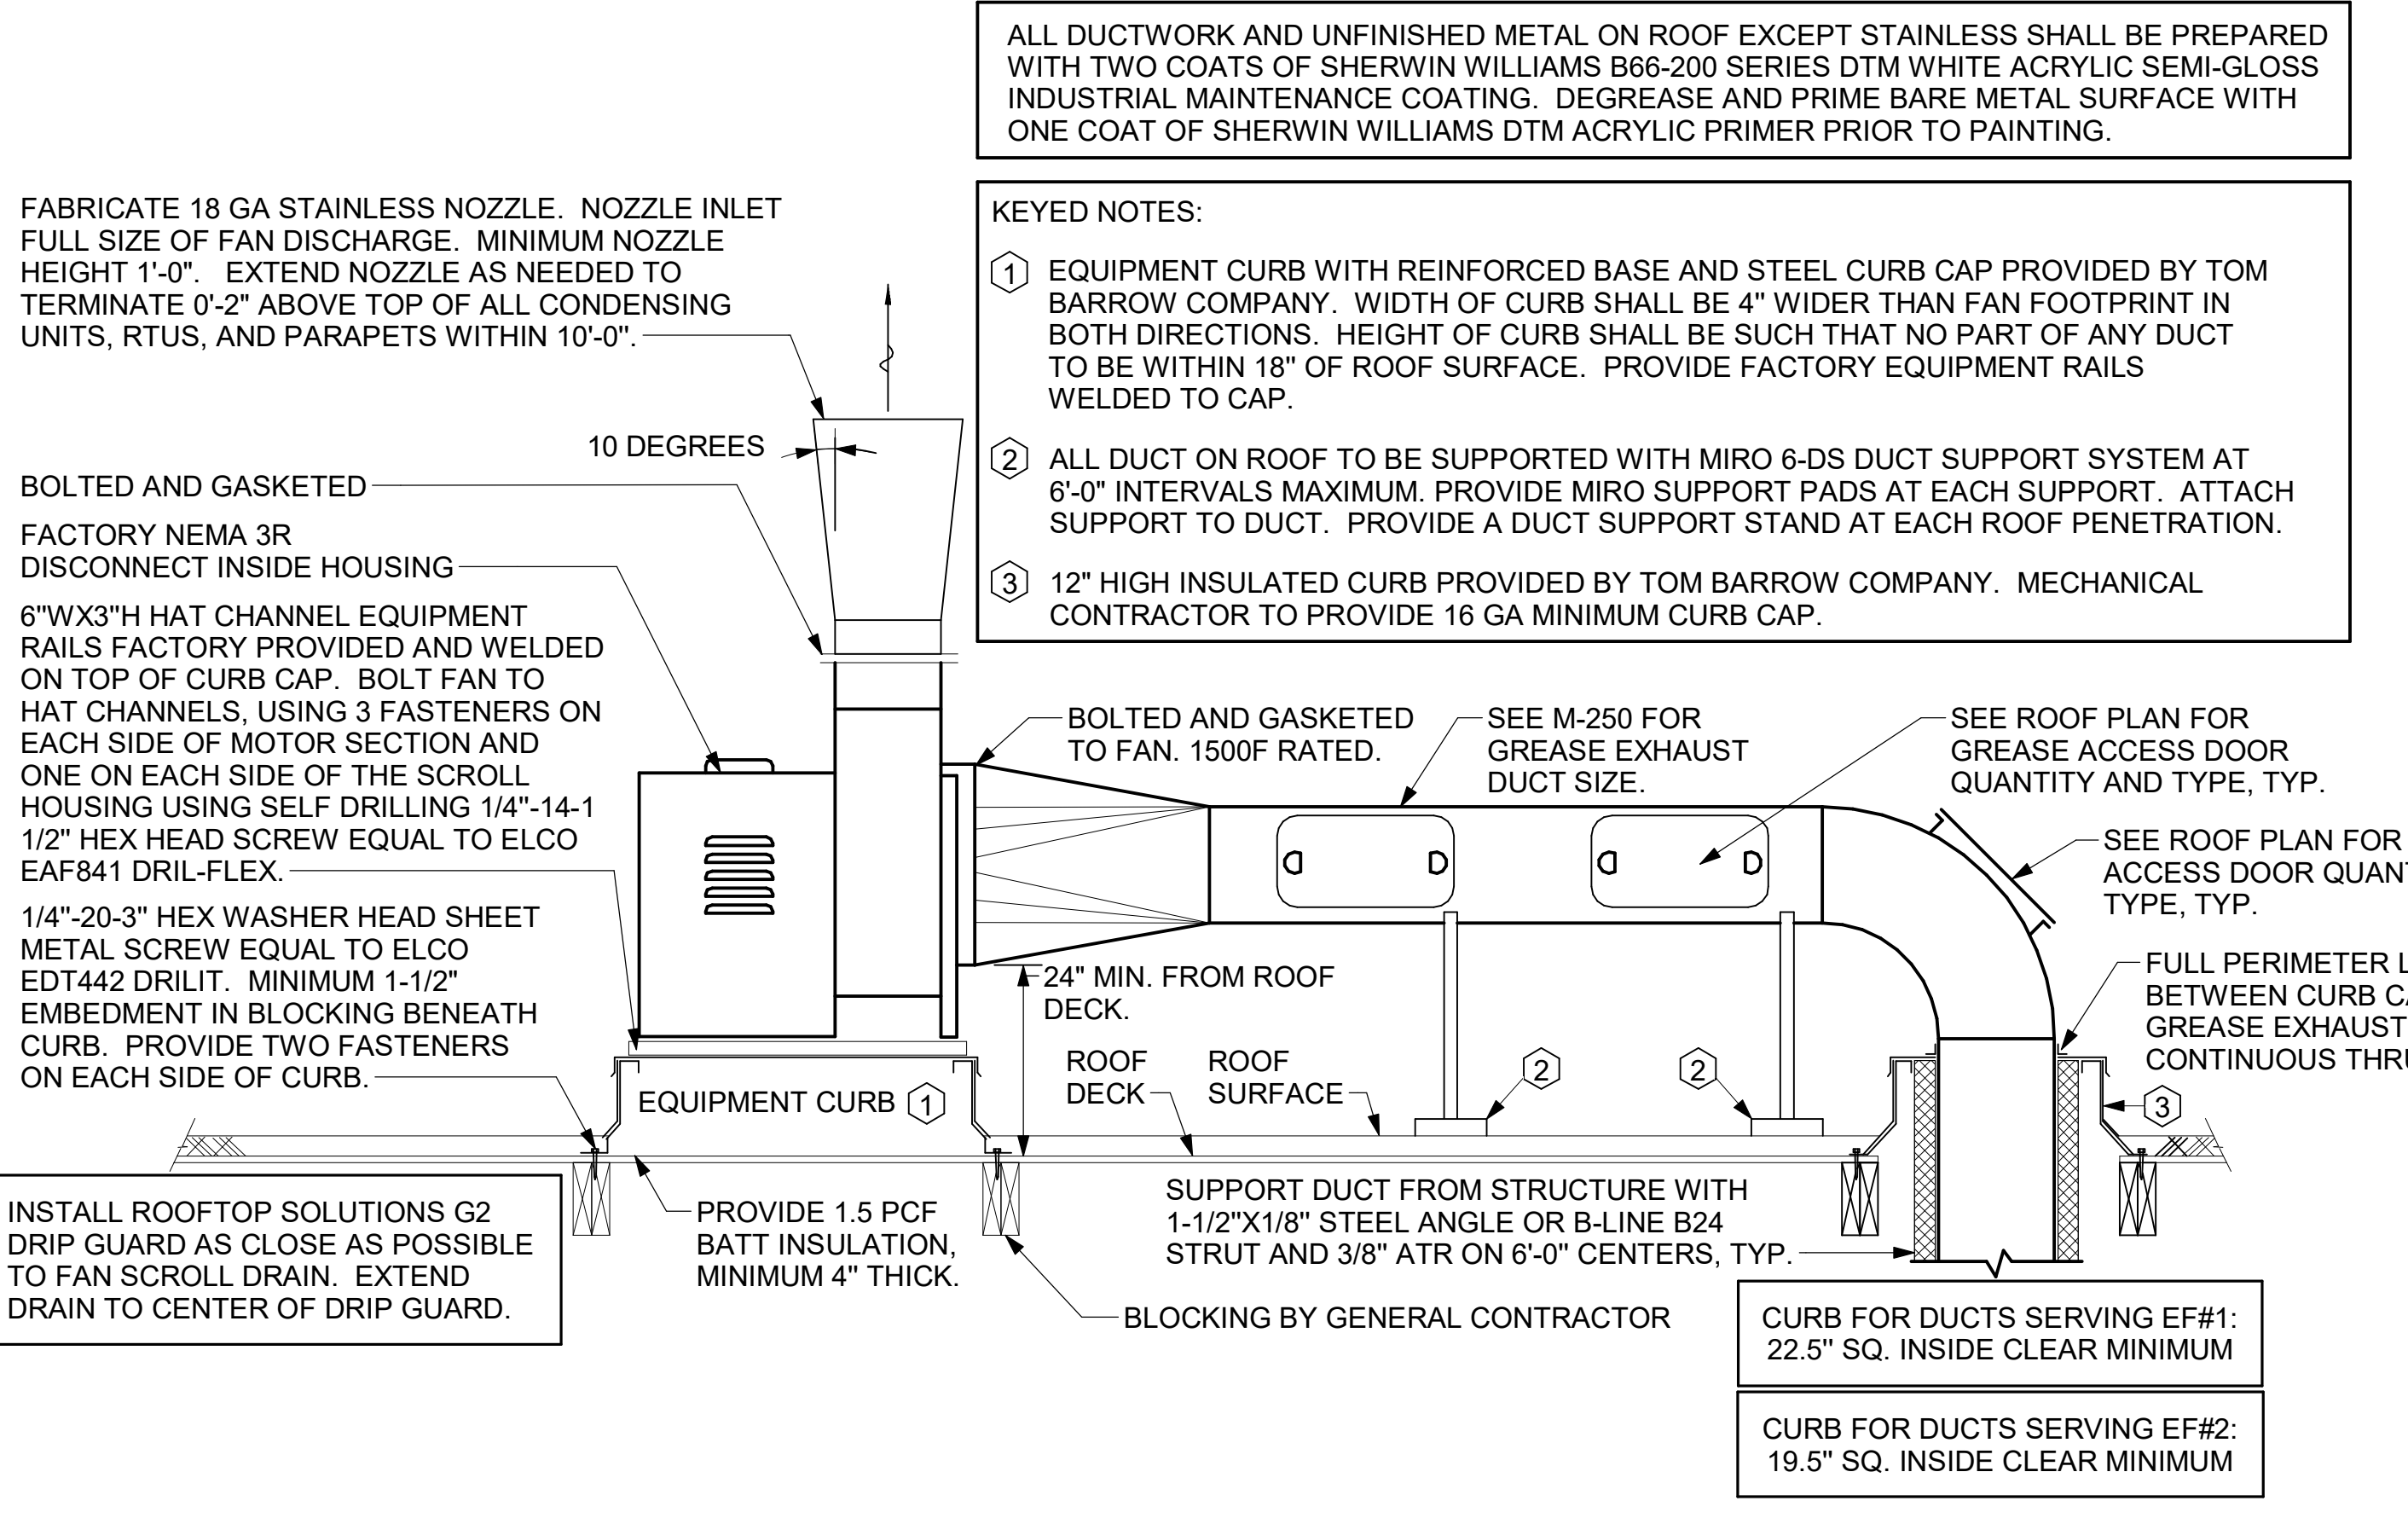 ALL DUCTWORK AND UNFINISHED METAL ON ROOF EXCEPT STAINLESS SHALL BE PREPARED
WITH TWO COATS OF SHERWIN WILLIAMS B66-200 SERIES DTM WHITE ACRYLIC SEMI-GLOSS
INDUSTRIAL MAINTENANCE COATING. DEGREASE AND PRIME BARE METAL SURFACE WITH
ONE COAT OF SHERWIN WILLIAMS DTM ACRYLIC PRIMER PRIOR TO PAINTING.
FABRICATE 18 GA STAINLESS NOZZLE. NOZZLE INLET
FULL SIZE OF FAN DISCHARGE. MINIMUM NOZZLE
HEIGHT 1'-0". EXTEND NOZZLE AS NEEDED TO
TERMINATE 0'-2" ABOVE TOP OF ALL CONDENSING
UNITS, RTUS, AND PARAPETS WITHIN 10'-0".
KEYED NOTES:
1 EQUIPMENT CURB WITH REINFORCED BASE AND STEEL CURB CAP PROVIDED BY TOM
BARROW COMPANY. WIDTH OF CURB SHALL BE 4" WIDER THAN FAN FOOTPRINT IN
BOTH DIRECTIONS. HEIGHT OF CURB SHALL BE SUCH THAT NO PART OF ANY DUCT
TO BE WITHIN 18" OF ROOF SURFACE. PROVIDE FACTORY EQUIPMENT RAILS
WELDED TO CAP.
2 ALL DUCT ON ROOF TO BE SUPPORTED WITH MIRO 6-DS DUCT SUPPORT SYSTEM AT
6'-0" INTERVALS MAXIMUM. PROVIDE MIRO SUPPORT PADS AT EACH SUPPORT. ATTACH
SUPPORT TO DUCT. PROVIDE A DUCT SUPPORT STAND AT EACH ROOF PENETRATION.
3 12" HIGH INSULATED CURB PROVIDED BY TOM BARROW COMPANY. MECHANICAL
CONTRACTOR TO PROVIDE 16 GA MINIMUM CURB CAP.
10 DEGREES
BOLTED AND GASKETED
FACTORY NEMA 3R
DISCONNECT INSIDE HOUSING
6"WX3"H HAT CHANNEL EQUIPMENT
RAILS FACTORY PROVIDED AND WELDED
ON TOP OF CURB CAP. BOLT FAN TO
HAT CHANNELS, USING 3 FASTENERS ON
EACH SIDE OF MOTOR SECTION AND
ONE ON EACH SIDE OF THE SCROLL
HOUSING USING SELF DRILLING 1/4"-14-1
1/2" HEX HEAD SCREW EQUAL TO ELCO
EAF841 DRIL-FLEX.
1/4"-20-3" HEX WASHER HEAD SHEET
METAL SCREW EQUAL TO ELCO
EDT442 DRILIT. MINIMUM 1-1/2"
EMBEDMENT IN BLOCKING BENEATH
CURB. PROVIDE TWO FASTENERS
ON EACH SIDE OF CURB.
BOLTED AND GASKETED
TO FAN. 1500F RATED.
SEE M-250 FOR
GREASE EXHAUST
DUCT SIZE.
SEE ROOF PLAN FOR
GREASE ACCESS DOOR
QUANTITY AND TYPE, TYP.
SEE ROOF PLAN FOR
ACCESS DOOR
TYPE, TYP.
FULL PERIMETER
BETWEEN CURB
GREASE EXHAUST
CONTINUOUS
24" MIN. FROM ROOF
DECK.
ROOF
DECK
ROOF
SURFACE
2
2
3
EQUIPMENT CURB 1
INSTALL ROOFTOP SOLUTIONS G2
DRIP GUARD AS CLOSE AS POSSIBLE
TO FAN SCROLL DRAIN. EXTEND
DRAIN TO CENTER OF DRIP GUARD.
PROVIDE 1.5 PCF
BATT INSULATION,
MINIMUM 4" THICK.
SUPPORT DUCT FROM STRUCTURE WITH
1-1/2"X1/8" STEEL ANGLE OR B-LINE B24
STRUT AND 3/8" ATR ON 6'-0" CENTERS, TYP.
BLOCKING BY GENERAL CONTRACTOR
CURB FOR DUCTS SERVING EF#1:
22.5" SQ. INSIDE CLEAR MINIMUM
CURB FOR DUCTS SERVING EF#2:
19.5" SQ. INSIDE CLEAR MINIMUM